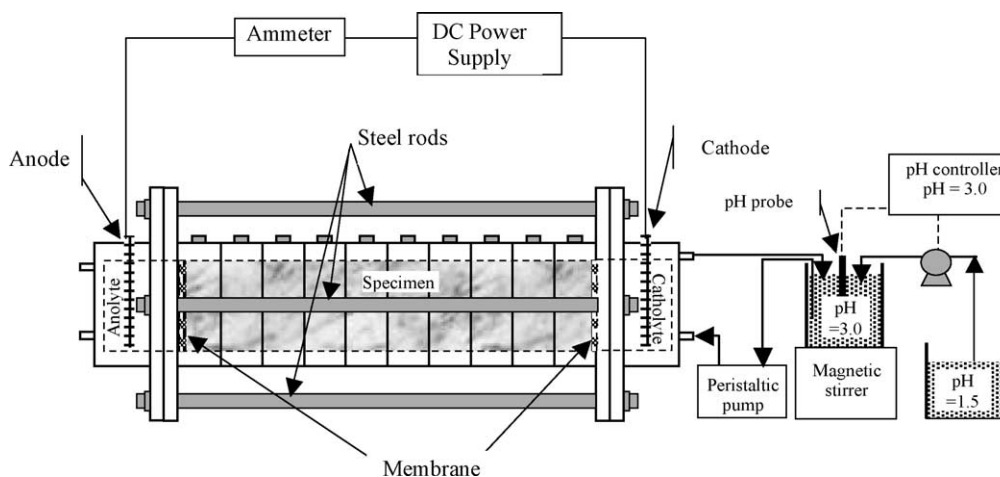 Ammeter
DC Power
Supply
Steel rods
Anode
Cathode
pH controller
pH = 3.0
pH probe
Specimen
Anolyte
Catholyte
pH
=3.0
Peristaltic
pump
Magnetic
stirrer
pH
=1.5
Membrane